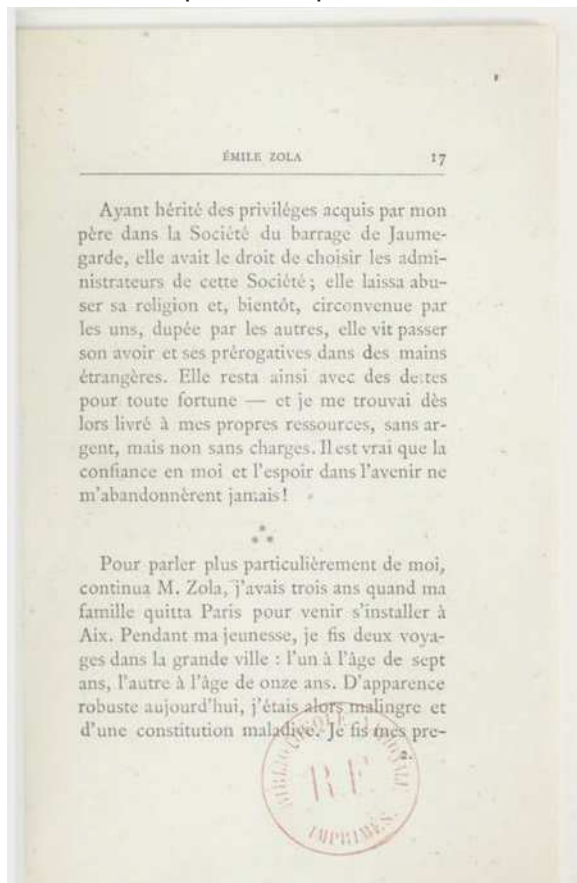 ÉMILE ZOLA 17
Ayant hérité des priviléges acquis par mon
père dans la Société du barrage de Jaume-
garde, elle avait le droit de choisir les admi-
nistrateurs de cette Société ; elle laissa abu-
ser sa religion et, bientôt, circonvenue par
les uns, dupée par les autres, elle vit passer
son avoir et ses prérogatives dans des mains
étrangères. Elle resta ainsi avec des dettes
pour toute fortune — et je me trouvai dès
lors livré à mes propres ressources, sans ar-
gent, mais non sans charges. Il est vrai que la
confiance en moi et l'espoir dans l'avenir ne
m'abandonnèrent jamais !
Pour parler plus particulièrement de moi,
continua M. Zola, j'avais trois ans quand ma
famille quitta Paris pour venir s'installer à
Aix. Pendant ma jeunesse, je fis deux voya-
ges dans la grande ville : l'un à l'âge de sept
ans, l'autre à l'âge de onze ans. D'apparence
robuste aujourd'hui, j'étais alors malingre et
d'une constitution maladive. Je fis mes pre-
2.
BIBLIOTHÈQUE NATIONALE
R.F.
IMPRIMÉS.